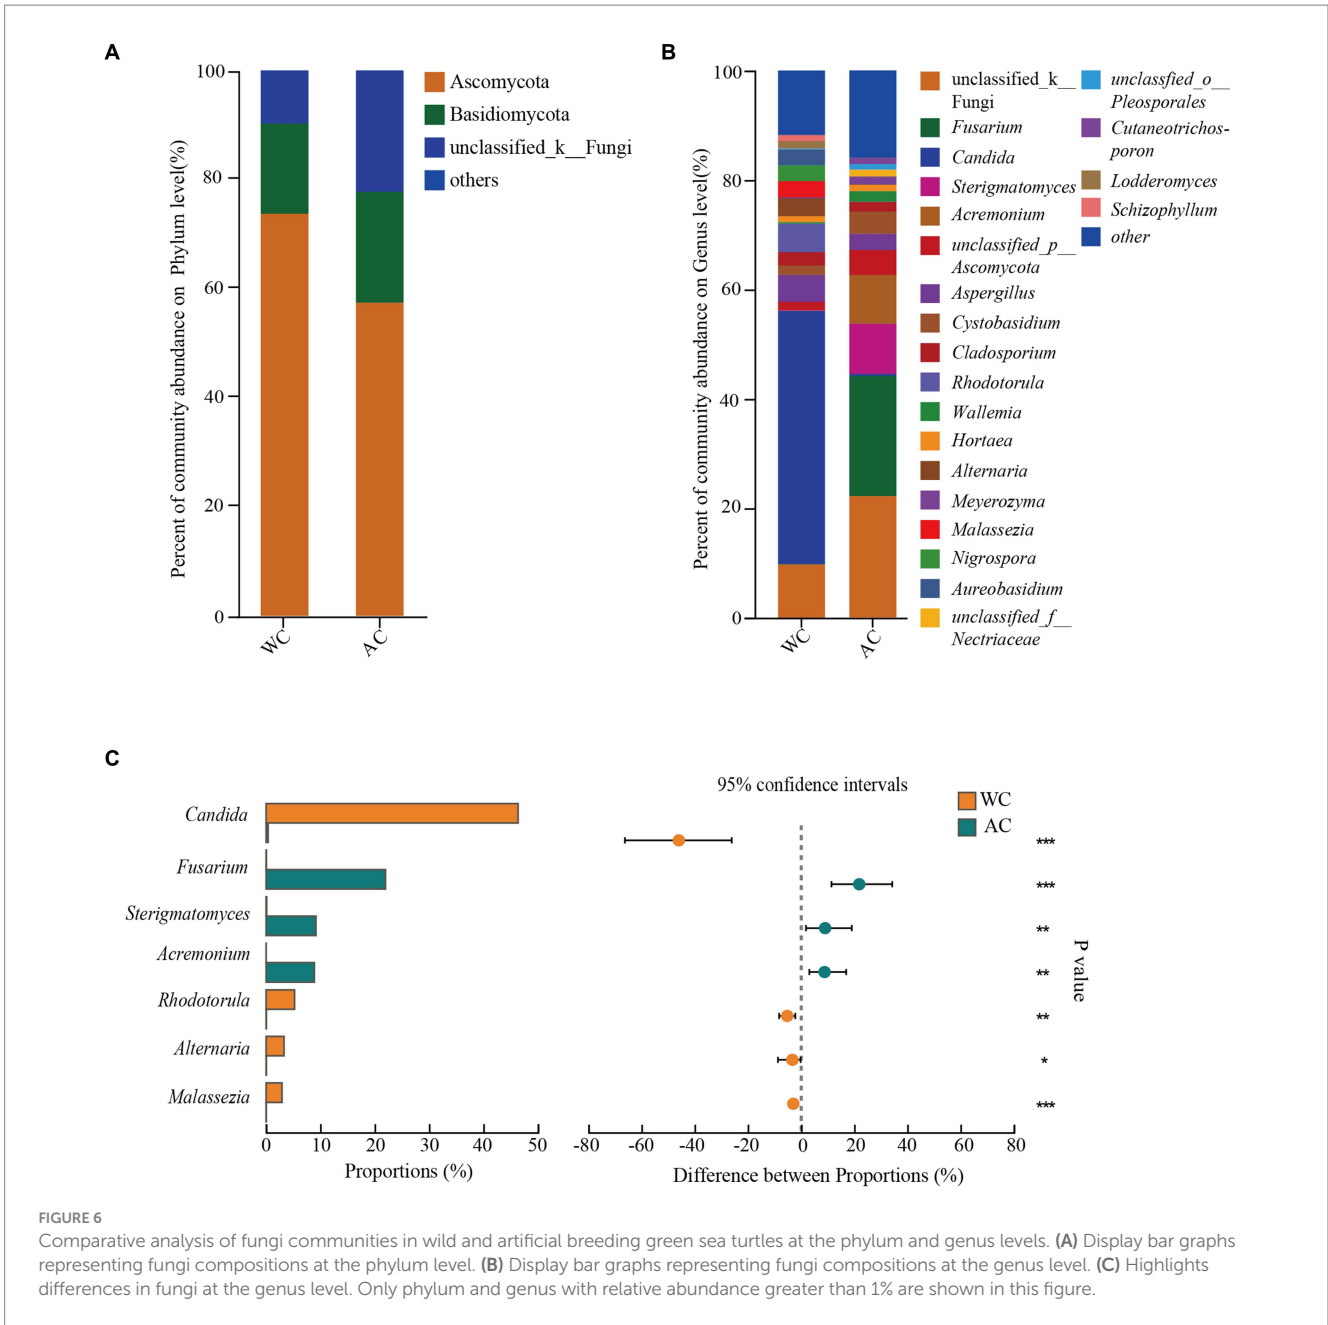 A
Percent of community abundance on Phylum level(%)
100
80
60
40
20
0
WC
AC
Ascomycota
Basidiomycota
unclassified_k__Fungi
others
B
Percent of community abundance on Genus level(%)
100
80
60
40
20
0
WC
AC
unclassified_k__
Fungi
Fusarium
Candida
Sterigmatomyces
Acremonium
unclassified_p__
Ascomycota
Aspergillus
Cystobasidium
Cladosporium
Rhodotorula
Wallemia
Hortaea
Alternaria
Meyerozyma
Malassezia
Nigrospora
Aureobasidium
unclassified_f__
Nectriaceae
unclassfied_o__
Pleosporales
Cutaneotrichos-
poron
Lodderomyces
Schizophyllum
other
C
95% confidence intervals
WC
AC
Candida
Fusarium
Sterigmatomyces
Acremonium
Rhodotorula
Alternaria
Malassezia
***
***
**
**
**
*
***
P value
0 10 20 30 40 50
Proportions (%)
-80 -60 -40 -20 0 20 40 60 80
Difference between Proportions (%)
FIGURE 6
Comparative analysis of fungi communities in wild and artificial breeding green sea turtles at the phylum and genus levels. (A) Display bar graphs
representing fungi compositions at the phylum level. (B) Display bar graphs representing fungi compositions at the genus level. (C) Highlights
differences in fungi at the genus level. Only phylum and genus with relative abundance greater than 1% are shown in this figure.